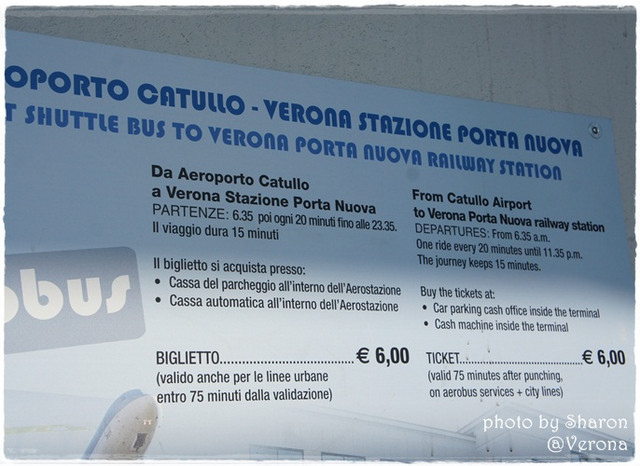 OPORTO CATULLO - VERONA STAZIONE PORTA NUOVA
T SHUTTLE BUS TO VERONA PORTA NUOVA RAILWAY STATION
Da Aeroporto Catullo
a Verona Stazione Porta Nuova
PARTENZE: 6.35 poi ogni 20 minuti fino alle 23.35.
Il viaggio dura 15 minuti
Il biglietto si acquista presso:
• Cassa del parcheggio all'interno dell'Aerostazione
• Cassa automatica all'interno dell'Aerostazione
BIGLIETTO................................... € 6,00
(valido anche per le linee urbane
entro 75 minuti dalla validazione)
From Catullo Airport
to Verona Porta Nuova railway station
DEPARTURES: From 6.35 a.m.
One ride every 20 minutes until 11.35 p.m.
The journey keeps 15 minutes.
Buy the tickets at:
• Car parking cash office inside the terminal
• Cash machine inside the terminal
TICKET................................... € 6,00
(valid 75 minutes after punching,
on aerobus services + city lines)
obus
photo by Sharon
@Verona